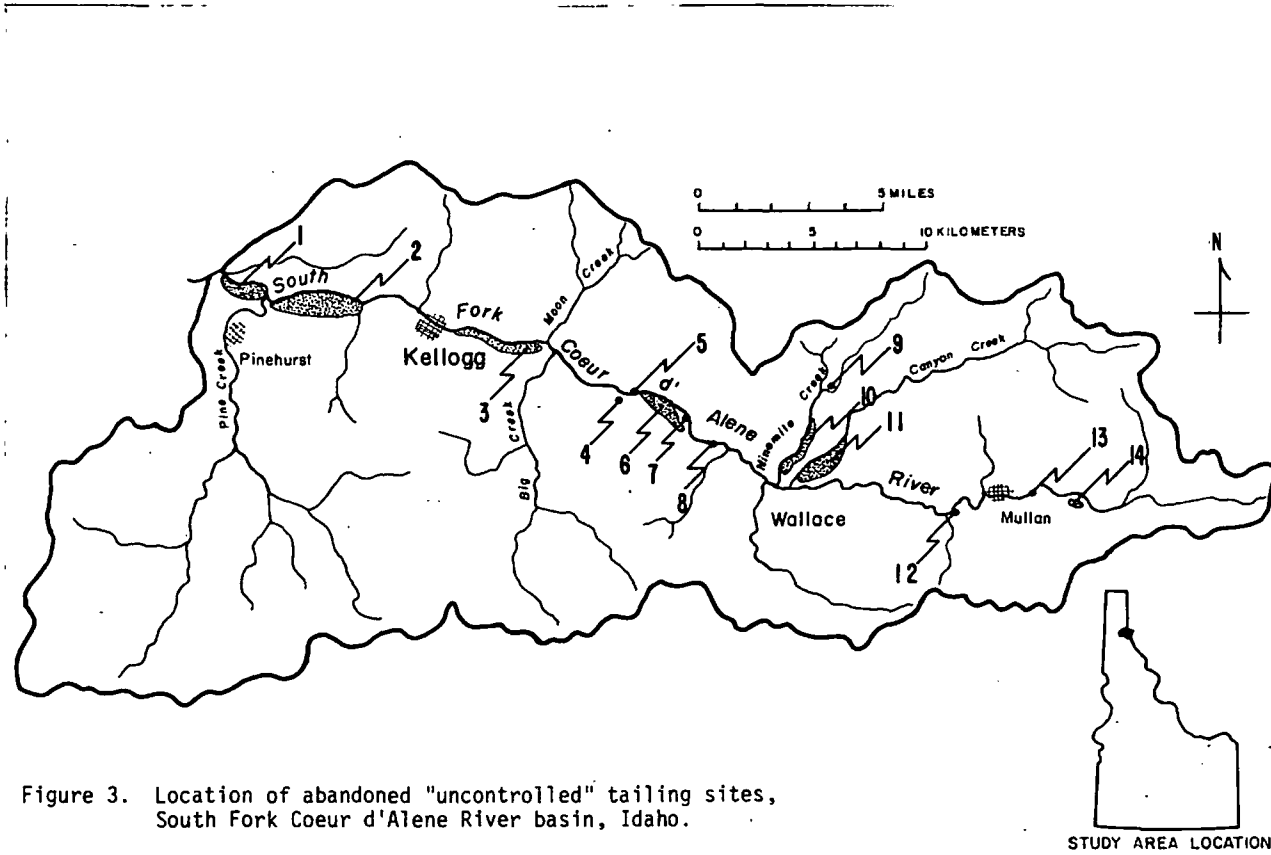 0 5 MILES
0 5 10 KILOMETERS
N
1
2
South
Fork
Moon Creek
Pinehurst
Kellogg
Pine Creek
3
Big Creek
Coeur
d'
Alene
River
4
5
6
7
8
Ninemile Creek
Canyon Creek
9
10
11
Wallace
12
Mullan
13
14
Figure 3. Location of abandoned "uncontrolled" tailing sites,
South Fork Coeur d'Alene River basin, Idaho.
STUDY AREA LOCATION